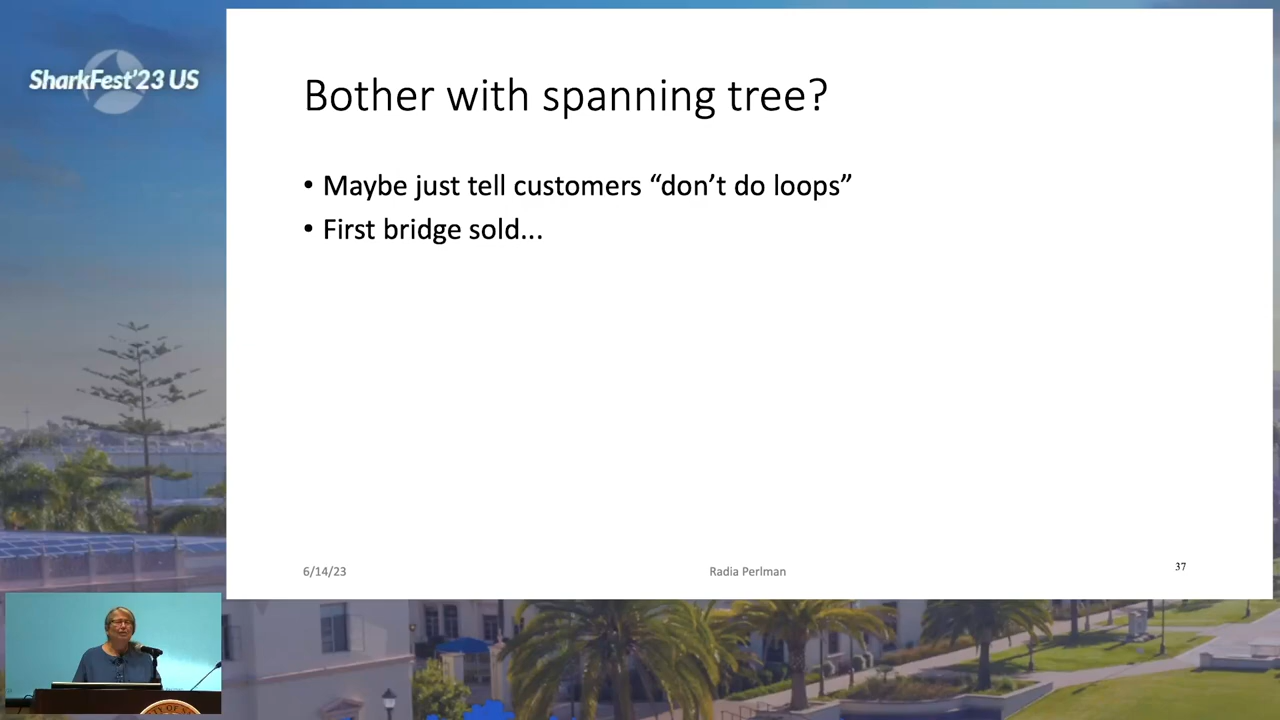 SharkFest'23 US
Bother with spanning tree?
• Maybe just tell customers “don’t do loops”
• First bridge sold...
6/14/23
Radia Perlman
37